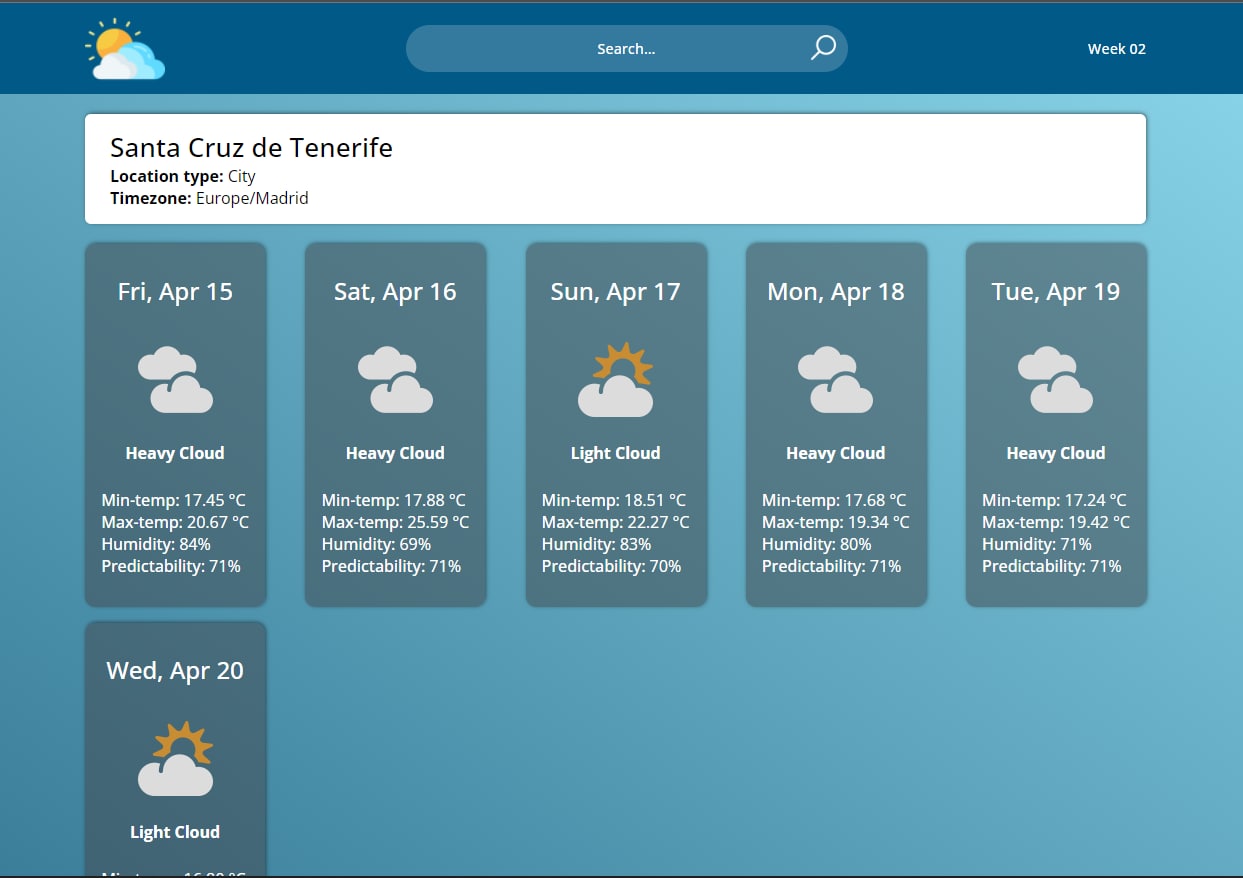 Search...
Week 02
Santa Cruz de Tenerife
Location type: City
Timezone: Europe/Madrid
Fri, Apr 15
Heavy Cloud
Min-temp: 17.45 °C
Max-temp: 20.67 °C
Humidity: 84%
Predictability: 71%
Sat, Apr 16
Heavy Cloud
Min-temp: 17.88 °C
Max-temp: 25.59 °C
Humidity: 69%
Predictability: 71%
Sun, Apr 17
Light Cloud
Min-temp: 18.51 °C
Max-temp: 22.27 °C
Humidity: 83%
Predictability: 70%
Mon, Apr 18
Heavy Cloud
Min-temp: 17.68 °C
Max-temp: 19.34 °C
Humidity: 80%
Predictability: 71%
Tue, Apr 19
Heavy Cloud
Min-temp: 17.24 °C
Max-temp: 19.42 °C
Humidity: 71%
Predictability: 71%
Wed, Apr 20
Light Cloud